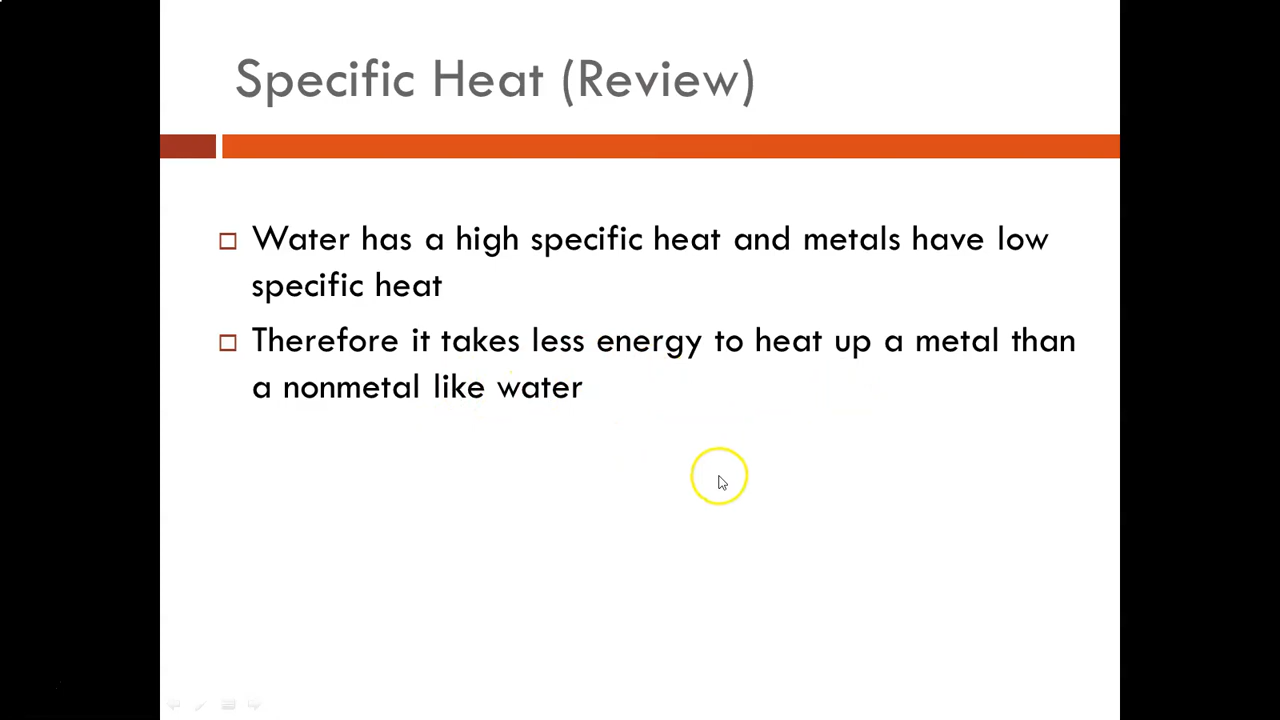 Specific Heat (Review)
Water has a high specific heat and metals have low
specific heat
Therefore it takes less energy to heat up a metal than
a nonmetal like water